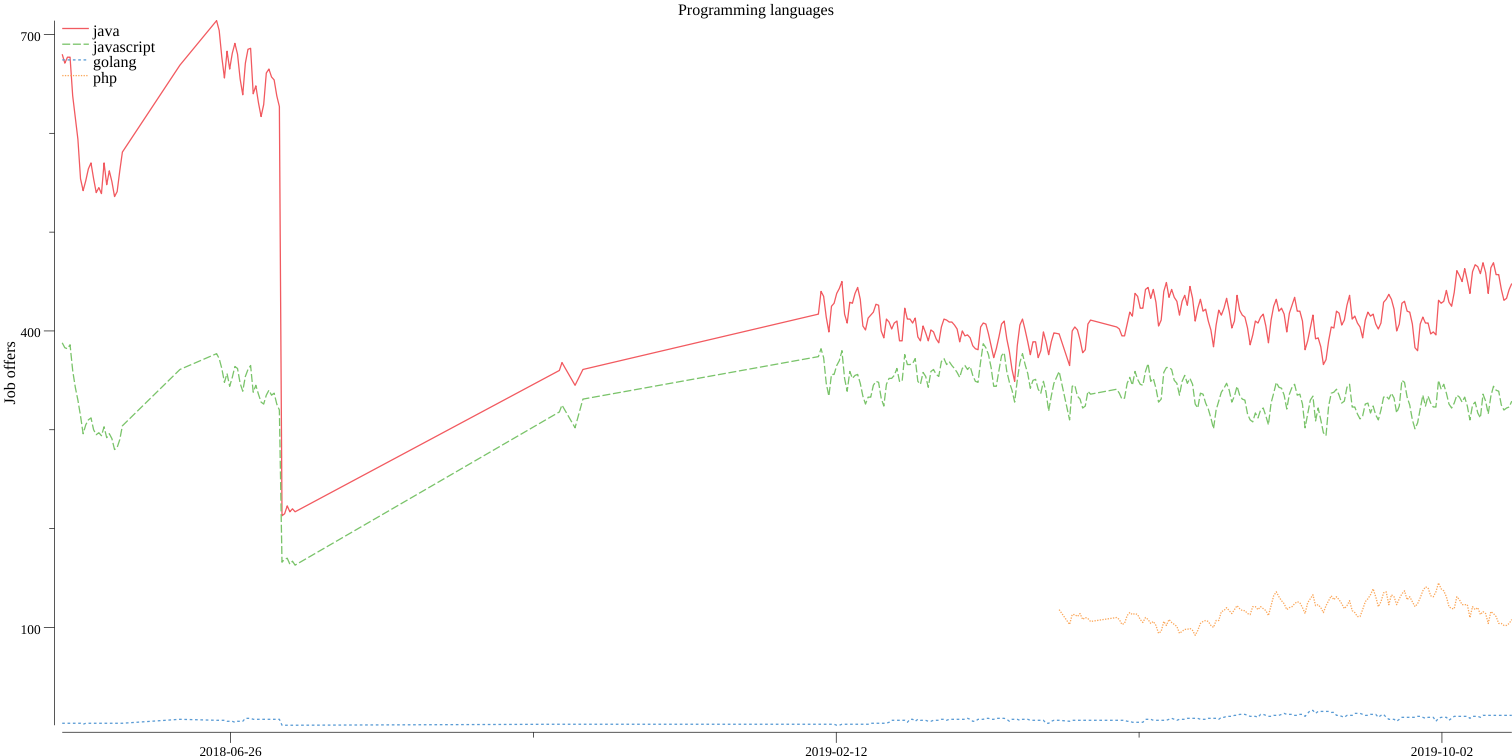 Programming languages
java
javascript
golang
php
700
400
100
Job offers
2018-06-26
2019-02-12
2019-10-02